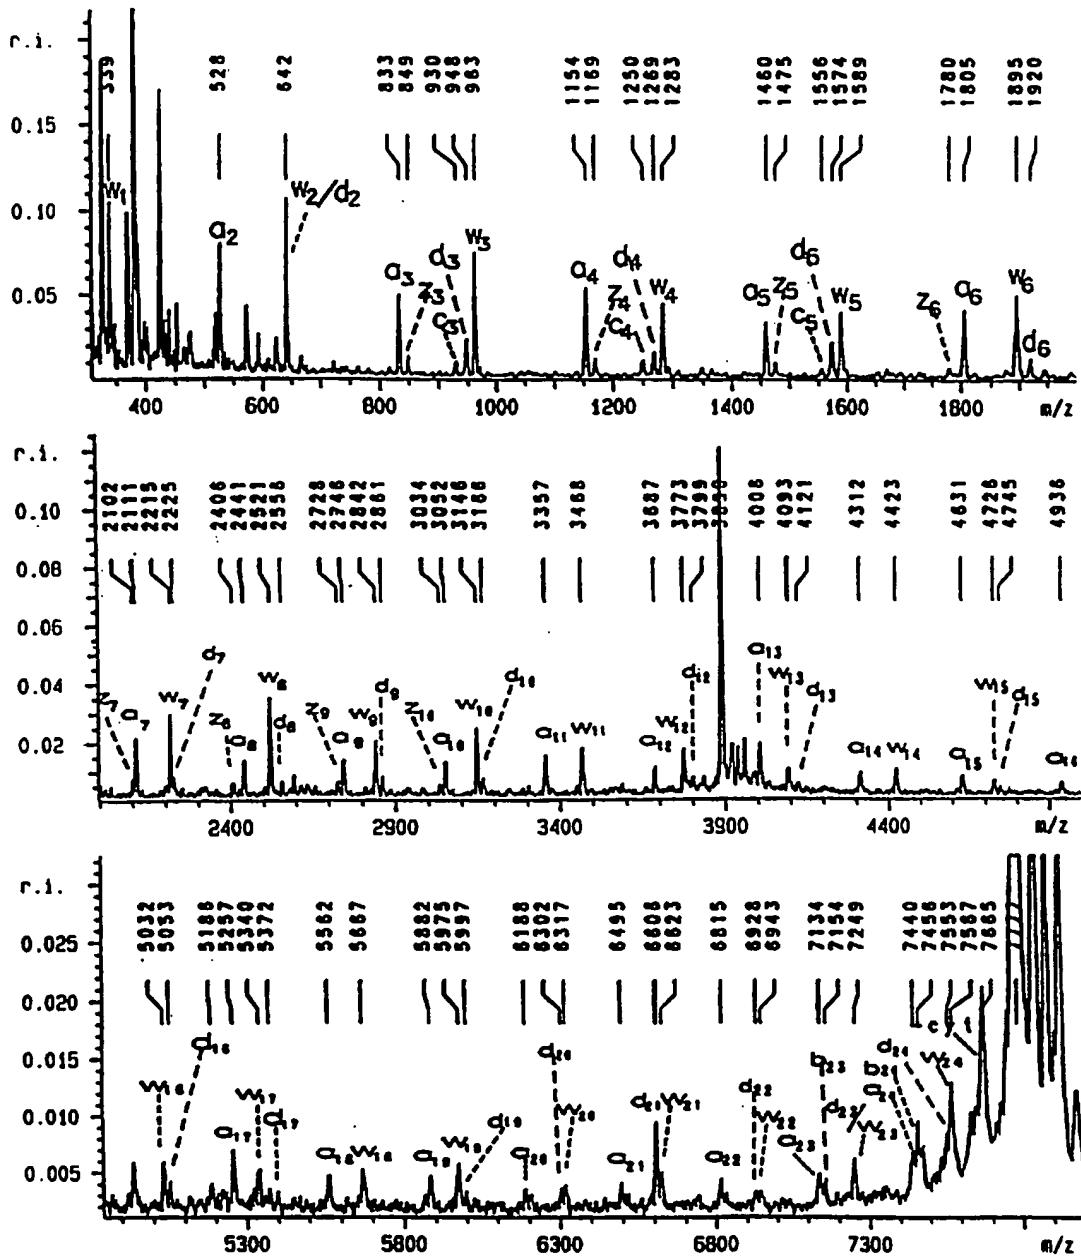 r.i.
339 528 642 833 849 930 948 963 1154 1169 1250 1269 1283 1460 1475 1556 1574 1589 1780 1805 1895 1920
0.15
0.10
0.05
w1 a2 w2/d2 a3 z3 c3 d3 w3 a4 z4 c4 d4 w4 a5 z5 c5 d6 w5 z6 a6 w6 d6
400 600 800 1000 1200 1400 1600 1800 m/z
r.i.
2102 2111 2215 2225 2406 2441 2521 2558 2728 2746 2842 2861 3034 3052 3146 3166 3357 3468 3687 3773 3799 3830 4008 4093 4121 4312 4423 4631 4726 4745 4936
0.10
0.08
0.06
0.04
0.02
z7 a7 w7 d7 z8 a8 w8 d8 z9 a9 w9 d9 z10 a10 w10 d10 a11 w11 a12 w12 d12 a13 w13 d13 a14 w14 a15 w15 d15 a16
2400 2900 3400 3900 4400 m/z
r.i.
5032 5053 5186 5257 5340 5372 5562 5667 5882 5975 5997 6188 6302 6317 6495 6608 6623 6815 6928 6943 7134 7154 7249 7440 7456 7553 7567 7665
0.025
0.020
0.015
0.010
0.005
w16 d16 a17 w17 d17 a18 w18 a19 w19 d19 a20 d20 w20 a21 d21 w21 a22 d22 w22 a23 b23 d23 w23 a24 b24 d24 w24 - cyt
5300 5800 6300 6800 7300 m/z